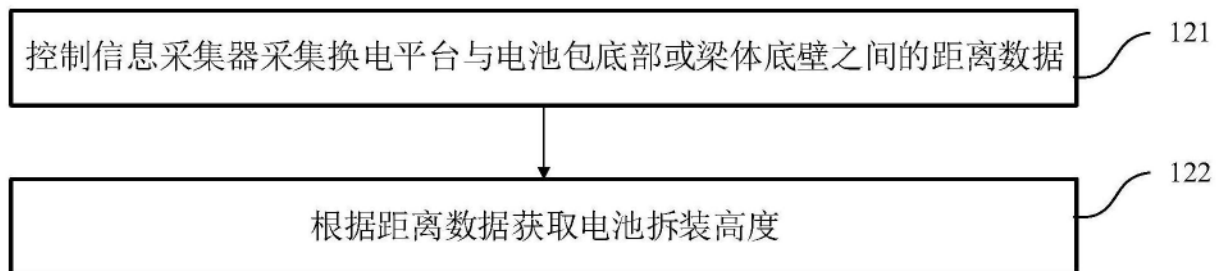 控制信息采集器采集换电平台与电池包底部或梁体底壁之间的距离数据
121
根据距离数据获取电池拆装高度
122